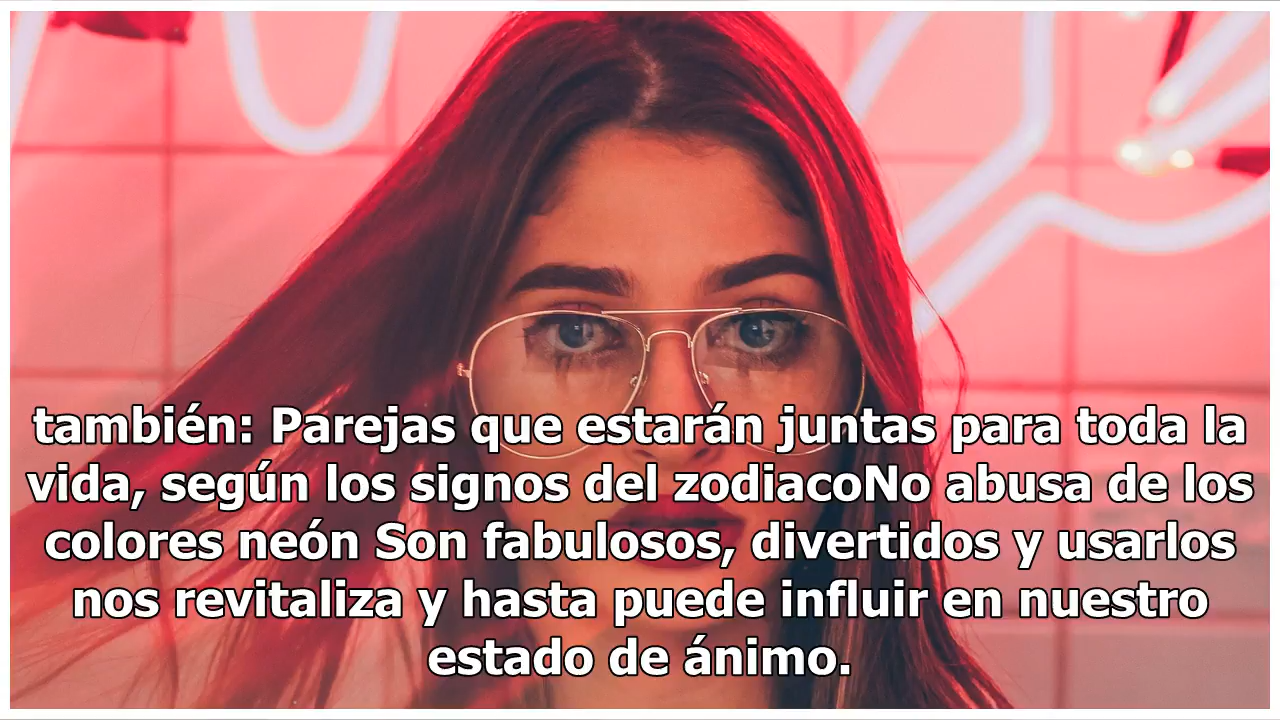 también: Parejas que estarán juntas para toda la
vida, según los signos del zodiacoNo abusa de los
colores neón Son fabulosos, divertidos y usarlos
nos revitaliza y hasta puede influir en nuestro
estado de ánimo.